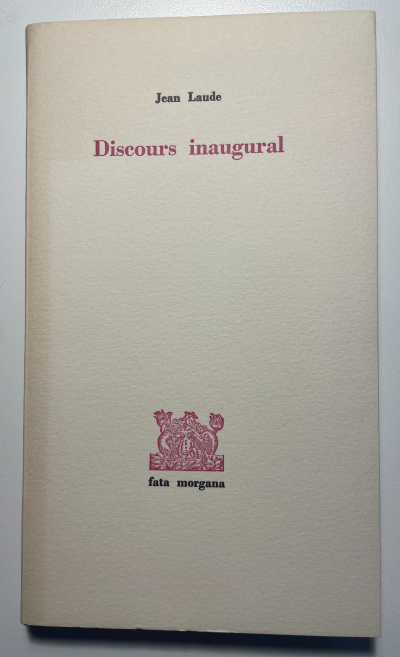 Jean Laude
Discours inaugural
fata morgana